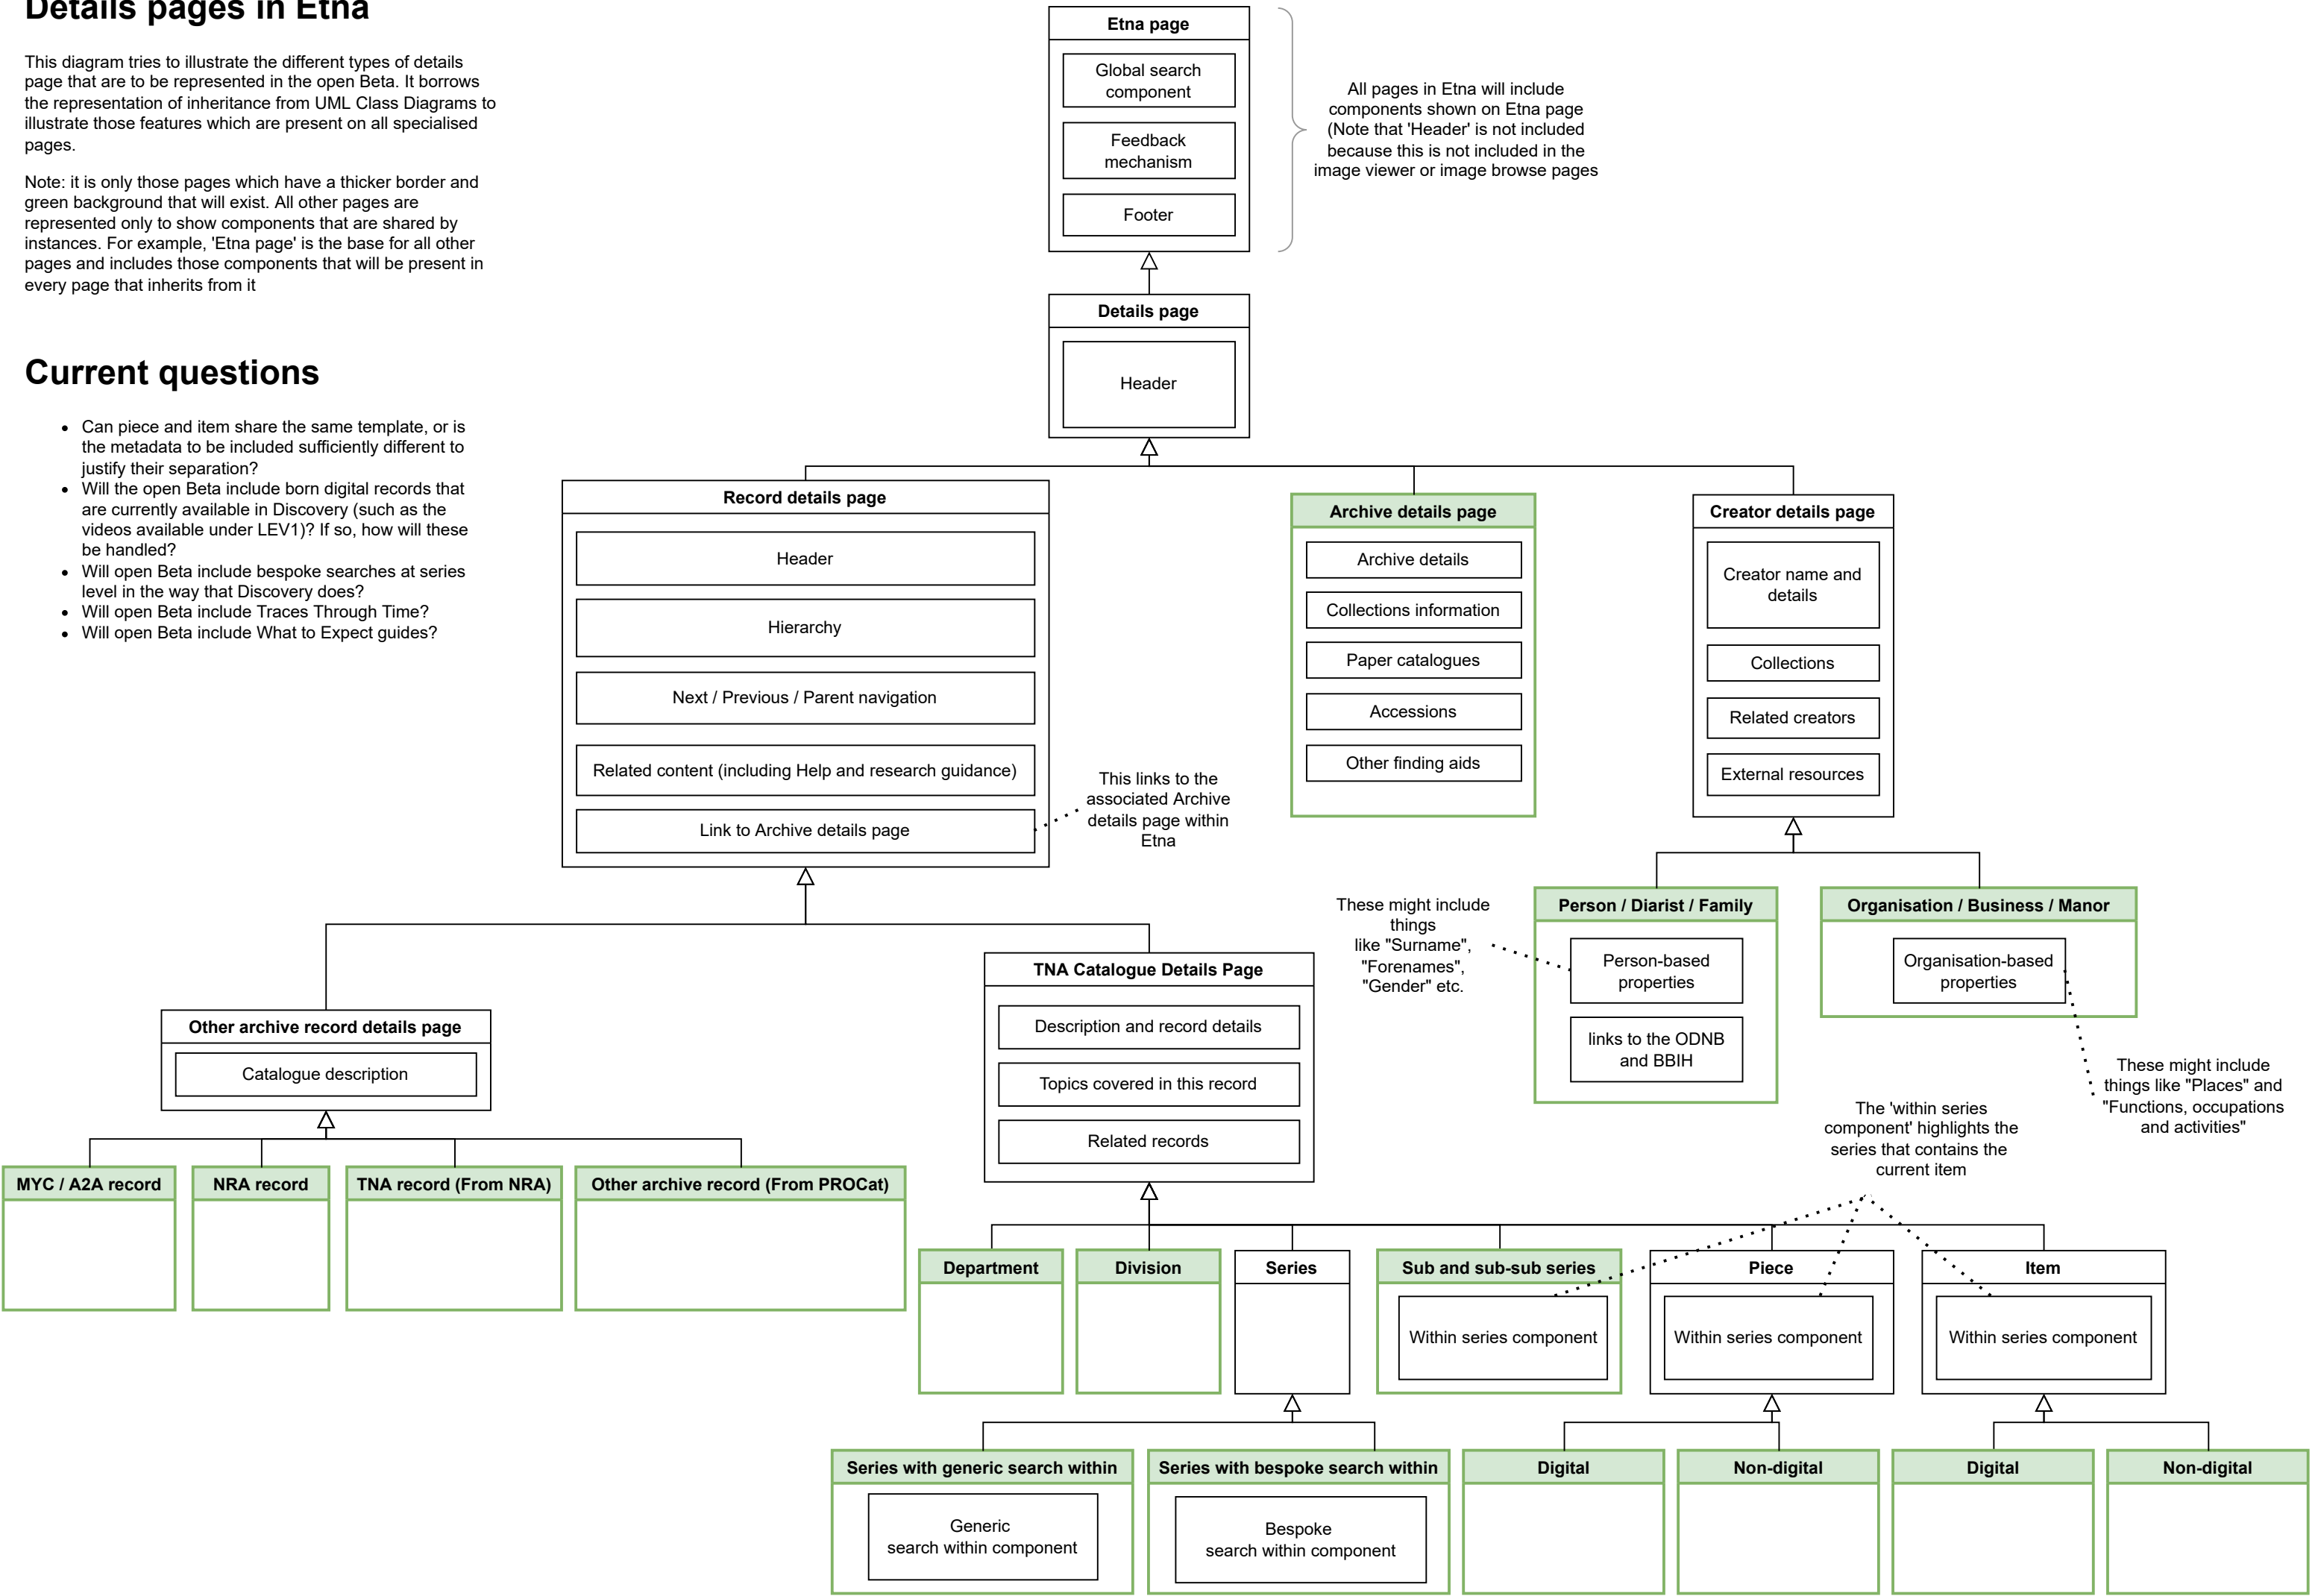 Details pages in Etna
This diagram tries to illustrate the different types of details
page that are to be represented in the open Beta. It borrows
the representation of inheritance from UML Class Diagrams to
illustrate those features which are present on all specialised
pages.
Note: it is only those pages which have a thicker border and
green background that will exist. All other pages are
represented only to show components that are shared by
instances. For example, 'Etna page' is the base for all other
pages and includes those components that will be present in
every page that inherits from it
Current questions
• Can piece and item share the same template, or is
the metadata to be included sufficiently different to
justify their separation?
• Will the open Beta include born digital records that
are currently available in Discovery (such as the
videos available under LEV1)? If so, how will these
be handled?
• Will open Beta include bespoke searches at series
level in the way that Discovery does?
• Will open Beta include Traces Through Time?
• Will open Beta include What to Expect guides?
Etna page
Global search
component
Feedback
mechanism
Footer
All pages in Etna will include
components shown on Etna page
(Note that 'Header' is not included
because this is not included in the
image viewer or image browse pages
Details page
Header
Record details page
Header
Hierarchy
Next / Previous / Parent navigation
Related content (including Help and research guidance)
Link to Archive details page
This links to the
associated Archive
details page within
Etna
Archive details page
Archive details
Collections information
Paper catalogues
Accessions
Other finding aids
Creator details page
Creator name and
details
Collections
Related creators
External resources
These might include
things
like "Surname",
"Forenames",
"Gender" etc.
Person / Diarist / Family
Person-based
properties
links to the ODNB
and BBIH
Organisation / Business / Manor
Organisation-based
properties
These might include
things like "Places" and
"Functions, occupations
and activities"
Other archive record details page
Catalogue description
TNA Catalogue Details Page
Description and record details
Topics covered in this record
Related records
The 'within series
component' highlights the
series that contains the
current item
MYC / A2A record
NRA record
TNA record (From NRA)
Other archive record (From PROCat)
Department
Division
Series
Sub and sub-sub series
Within series component
Piece
Within series component
Item
Within series component
Series with generic search within
Generic
search within component
Series with bespoke search within
Bespoke
search within component
Digital
Non-digital
Digital
Non-digital